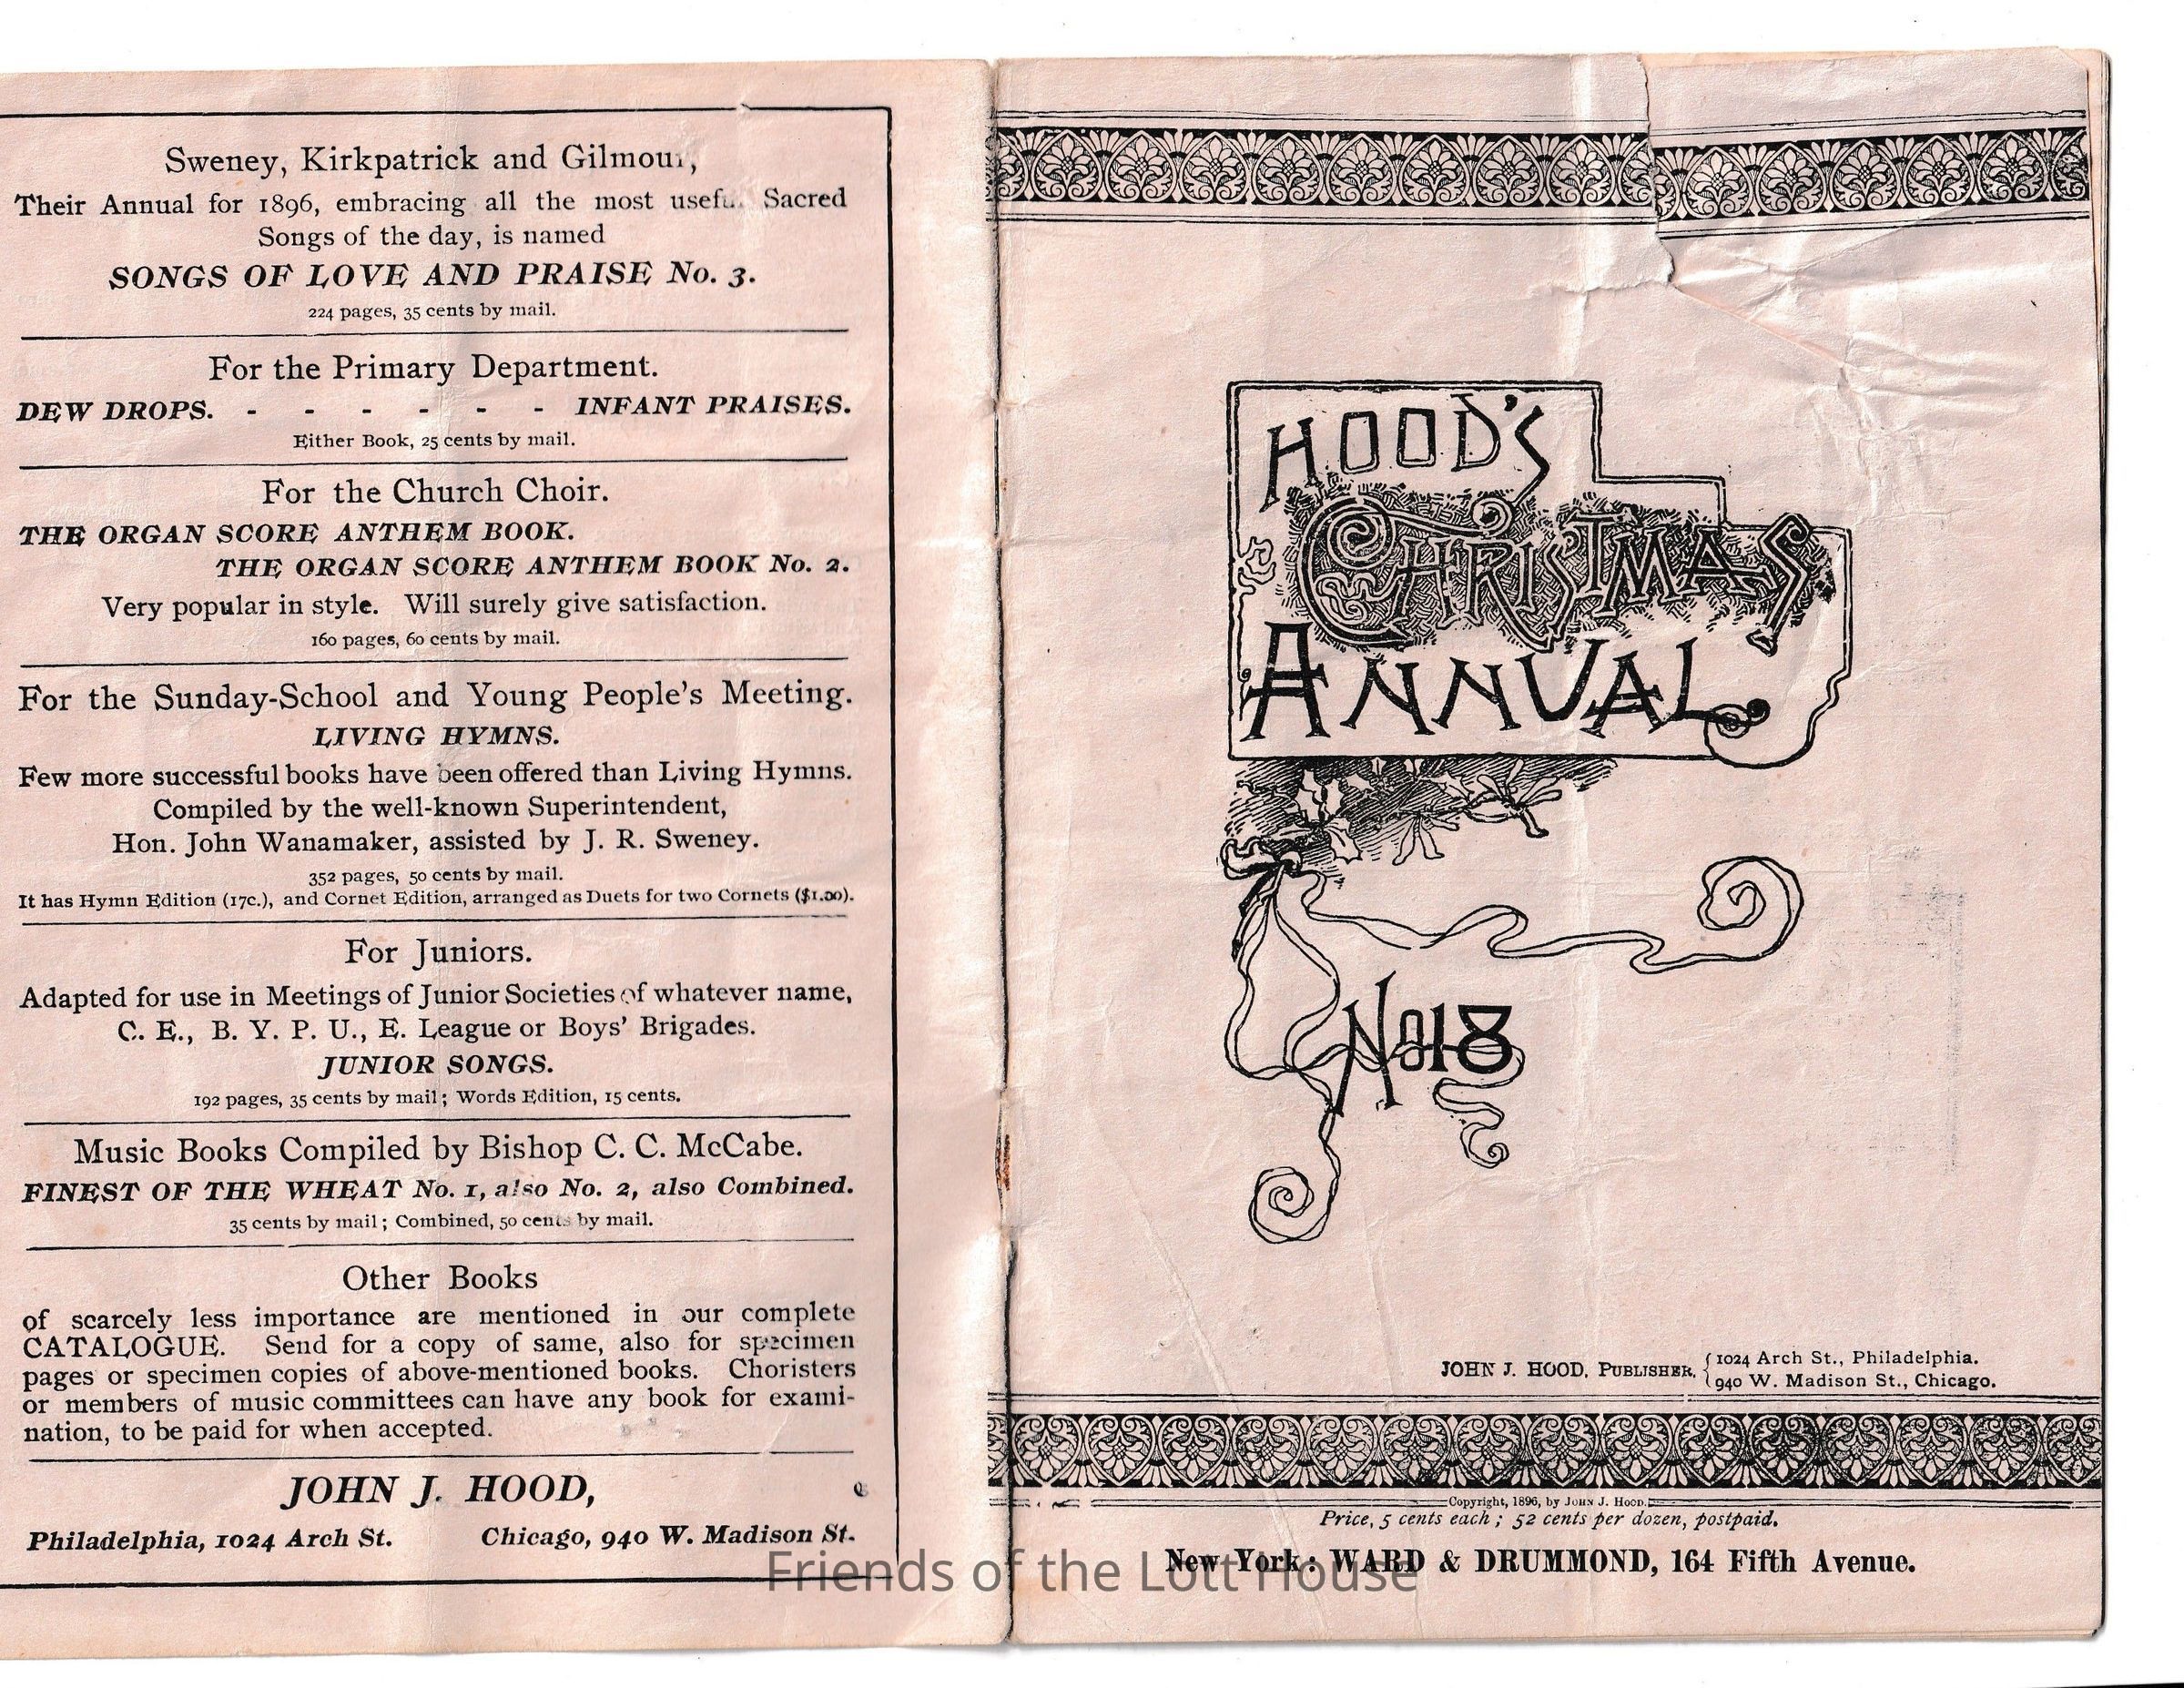 Sweney, Kirkpatrick and Gilmour,
Their Annual for 1896, embracing all the most useful Sacred
Songs of the day, is named
SONGS OF LOVE AND PRAISE No. 3.
224 pages, 35 cents by mail.
For the Primary Department.
DEW DROPS. - - - - - - INFANT PRAISES.
Either Book, 25 cents by mail.
For the Church Choir.
THE ORGAN SCORE ANTHEM BOOK.
THE ORGAN SCORE ANTHEM BOOK No. 2.
Very popular in style. Will surely give satisfaction.
160 pages, 60 cents by mail.
For the Sunday-School and Young People's Meeting.
LIVING HYMNS.
Few more successful books have been offered than Living Hymns.
Compiled by the well-known Superintendent,
Hon. John Wanamaker, assisted by J. R. Sweney.
352 pages, 50 cents by mail.
It has Hymn Edition (17c.), and Cornet Edition, arranged as Duets for two Cornets ($1.00).
For Juniors.
Adapted for use in Meetings of Junior Societies of whatever name,
C. E., B. Y. P. U., E. League or Boys' Brigades.
JUNIOR SONGS.
192 pages, 35 cents by mail; Words Edition, 15 cents.
Music Books Compiled by Bishop C. C. McCabe.
FINEST OF THE WHEAT No. 1, also No. 2, also Combined.
35 cents by mail; Combined, 50 cents by mail.
Other Books
of scarcely less importance are mentioned in our complete
CATALOGUE. Send for a copy of same, also for specimen
pages or specimen copies of above-mentioned books. Choristers
or members of music committees can have any book for exami-
nation, to be paid for when accepted.
JOHN J. HOOD,
Philadelphia, 1024 Arch St. Chicago, 940 W. Madison St.
HOOD'S
CHRISTMAS
ANNUAL
No 18
JOHN J. HOOD, PUBLISHER, { 1024 Arch St., Philadelphia.
940 W. Madison St., Chicago.
Copyright, 1896, by JOHN J. HOOD.
Price, 5 cents each; 52 cents per dozen, postpaid.
New York: WARD & DRUMMOND, 164 Fifth Avenue.
Friends of the Lott House